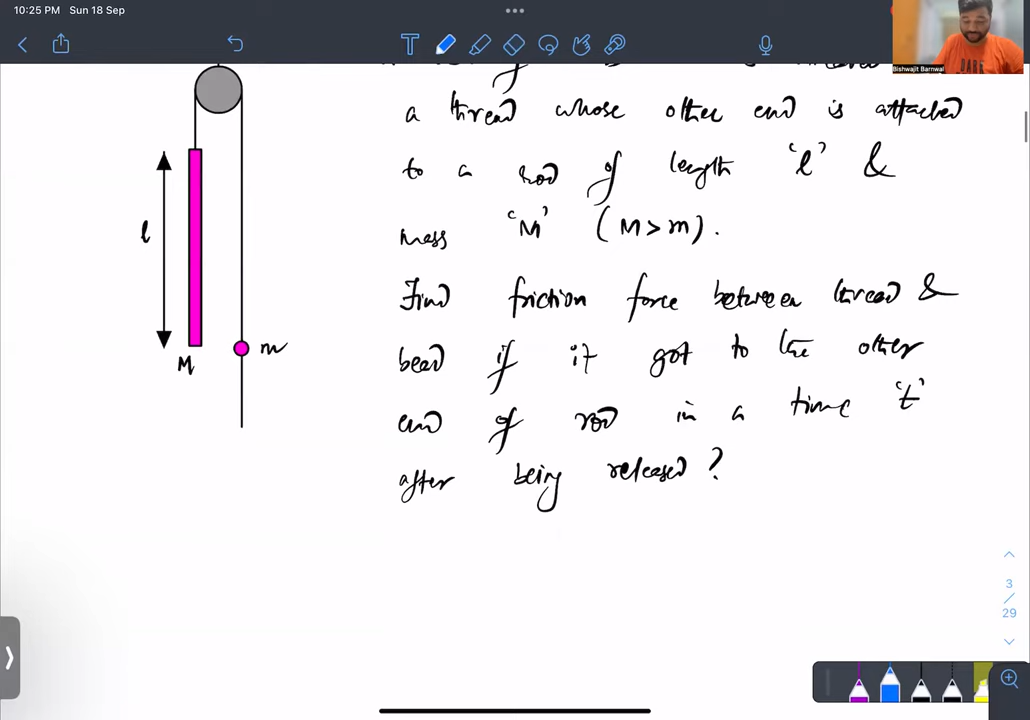 10:25 PM Sun 18 Sep
DARK
Bishwajit Barnwal
a thread whose other end is attached
to a rod of length 'l' &
mass 'M' (M>m).
Find friction force between thread &
bead if it got to the other
end of rod in a time 't'
after being released?
l
M
m
3
/
29